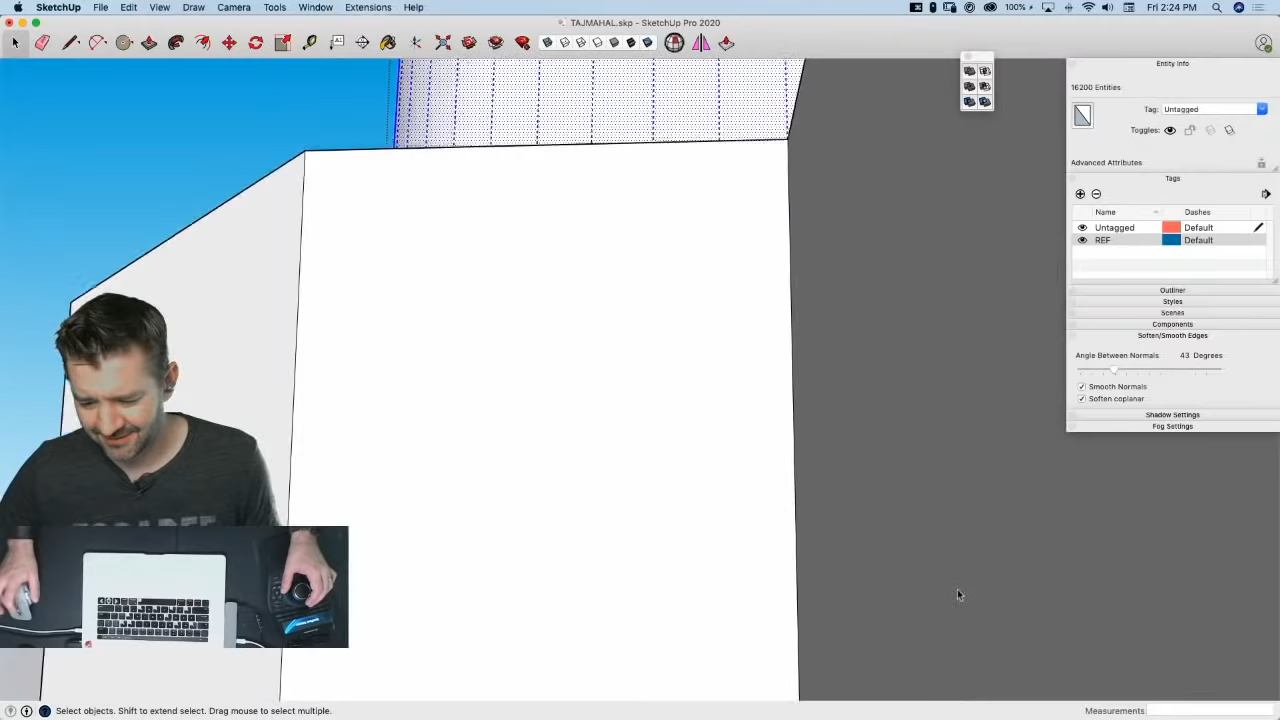 SketchUp File Edit View Draw Camera Tools Window Extensions Help 100% Fri 2:24 PM
TAJMAHAL.skp - SketchUp Pro 2020
Entity Info
16200 Entities
Tag: Untagged
Toggles:
Advanced Attributes
Tags
Name Dashes
Untagged Default
REF Default
Outliner
Styles
Scenes
Components
Soften/Smooth Edges
Angle Between Normals 43 Degrees
Smooth Normals
Soften coplanar
Shadow Settings
Fog Settings
Select objects. Shift to extend select. Drag mouse to select multiple. Measurements